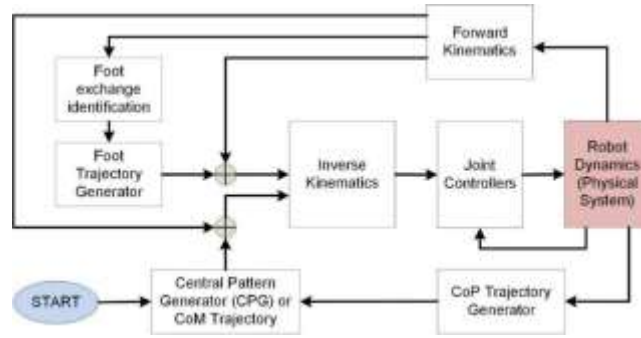 Forward
Kinematics
Foot
exchange
identification
Foot
Trajectory
Generator
Inverse
Kinematics
Joint
Controllers
Robot
Dynamics
(Physical
System)
START
Central Pattern
Generator (CPG) or
CoM Trajectory
CoP Trajectory
Generator